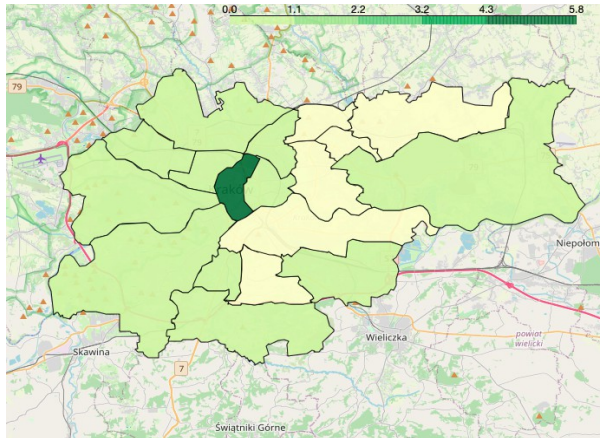 0.0 1.1 2.2 3.2 4.3 5.8
79
Niepołom
Wieliczka
powiat
wielicki
Skawina
7
Świątniki Górne